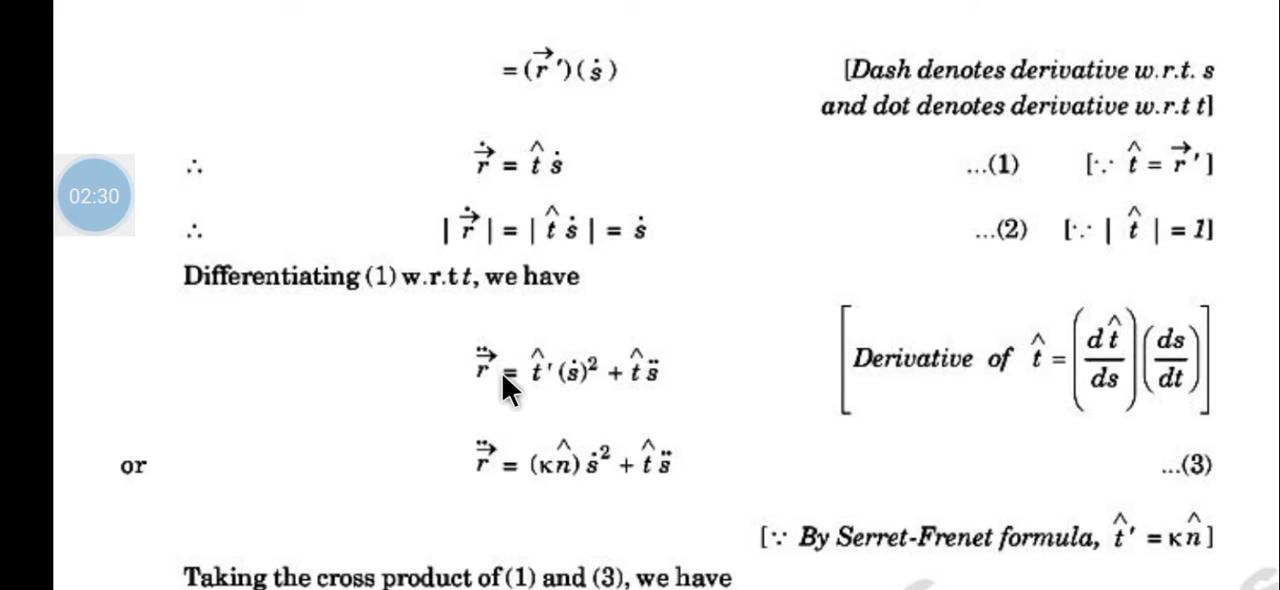 = (r⃗ ′) (ṡ) [Dash denotes derivative w.r.t. s
and dot denotes derivative w.r.t t]
∴ r⃗̇ = t̂ ṡ ...(1) [∵ t̂ = r⃗ ′]
02:30
∴ | r⃗̇ | = | t̂ ṡ | = ṡ ...(2) [∵ | t̂ | = 1]
Differentiating (1) w.r.t t, we have
r⃗̈ = t̂ ′ (ṡ)² + t̂ s̈ [Derivative of t̂ = (d t̂ / ds) (ds / dt)]
or r⃗̈ = (κn̂) ṡ² + t̂ s̈ ...(3)
[∵ By Serret-Frenet formula, t̂ ′ = κn̂ ]
Taking the cross product of (1) and (3), we have